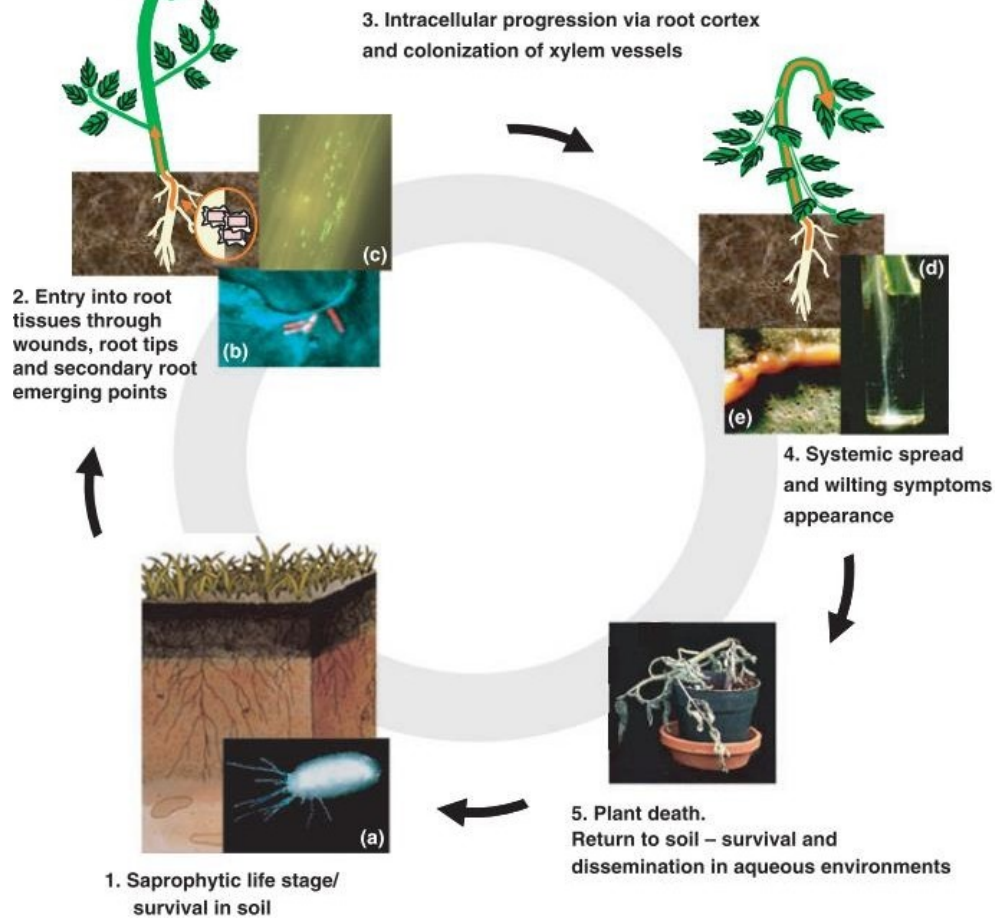 3. Intracellular progression via root cortex
and colonization of xylem vessels
(c)
(b)
2. Entry into root
tissues through
wounds, root tips
and secondary root
emerging points
(d)
(e)
4. Systemic spread
and wilting symptoms
appearance
5. Plant death.
Return to soil – survival and
dissemination in aqueous environments
(a)
1. Saprophytic life stage/
survival in soil